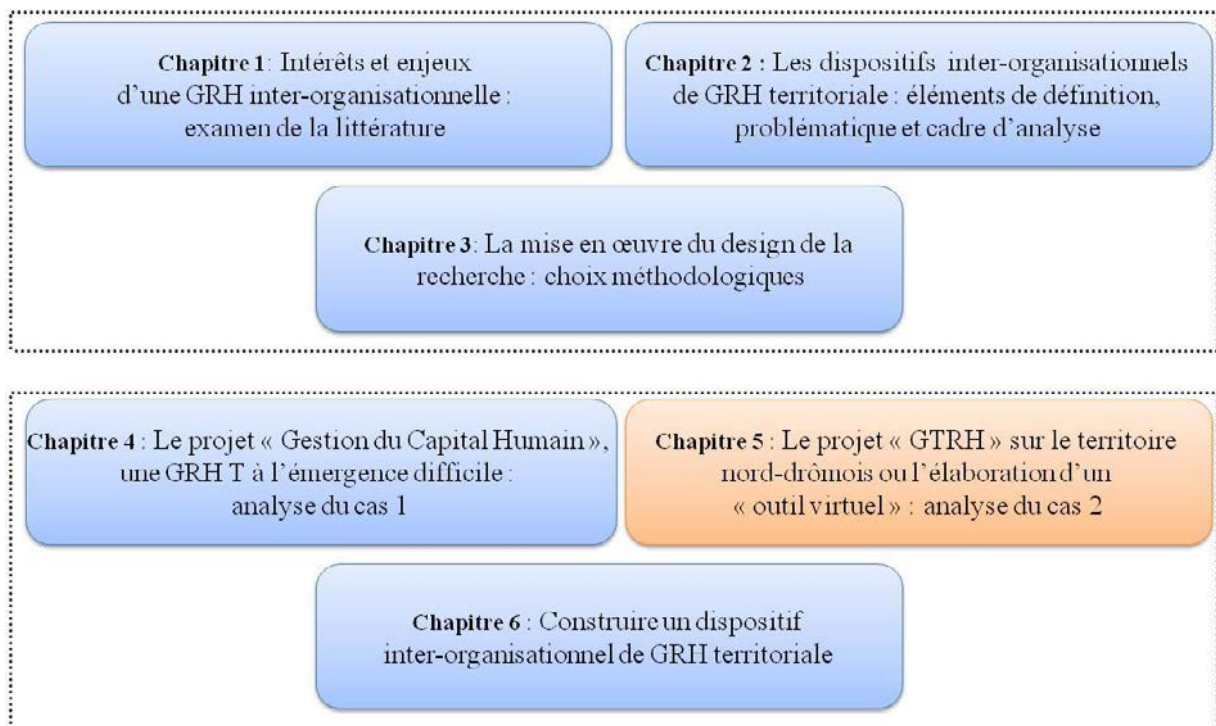 Chapitre 1: Intérêts et enjeux
d’une GRH inter-organisationnelle :
examen de la littérature
Chapitre 2 : Les dispositifs inter-organisationnels
de GRH territoriale : éléments de définition,
problématique et cadre d’analyse
Chapitre 3: La mise en œuvre du design de la
recherche : choix méthodologiques
Chapitre 4 : Le projet « Gestion du Capital Humain »,
une GRH T à l’émergence difficile :
analyse du cas 1
Chapitre 5 : Le projet « GTRH » sur le territoire
nord-drômois ou l’élaboration d’un
« outil virtuel » : analyse du cas 2
Chapitre 6 : Construire un dispositif
inter-organisationnel de GRH territoriale